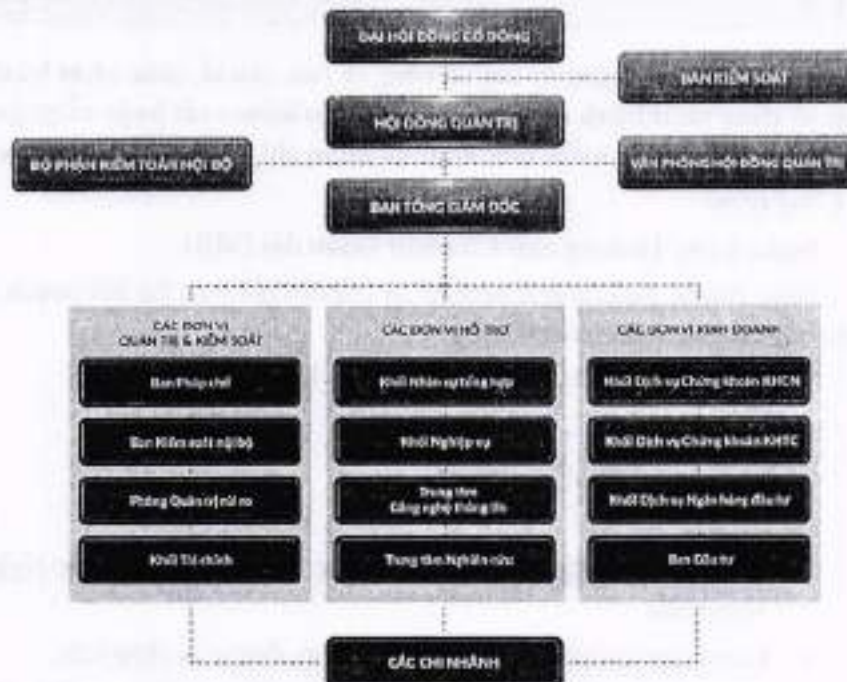 ĐẠI HỘI ĐỒNG CỔ ĐÔNG
BAN KIỂM SOÁT
HỘI ĐỒNG QUẢN TRỊ
BỘ PHẬN KIỂM TOÁN NỘI BỘ
VĂN PHÒNG HỘI ĐỒNG QUẢN TRỊ
BAN TỔNG GIÁM ĐỐC
CÁC ĐƠN VỊ
QUẢN TRỊ & KIỂM SOÁT
Ban Pháp chế
Ban Kiểm soát nội bộ
Phòng Quản trị rủi ro
Khối Tài chính
CÁC ĐƠN VỊ HỖ TRỢ
Khối Nhân sự tổng hợp
Khối Nghiệp vụ
Trung tâm
Công nghệ thông tin
Trung tâm Nghiên cứu
CÁC ĐƠN VỊ KINH DOANH
Khối Dịch vụ Chứng khoán KHCN
Khối Dịch vụ Chứng khoán KHTC
Khối Dịch vụ Ngân hàng đầu tư
Ban Đầu tư
CÁC CHI NHÁNH